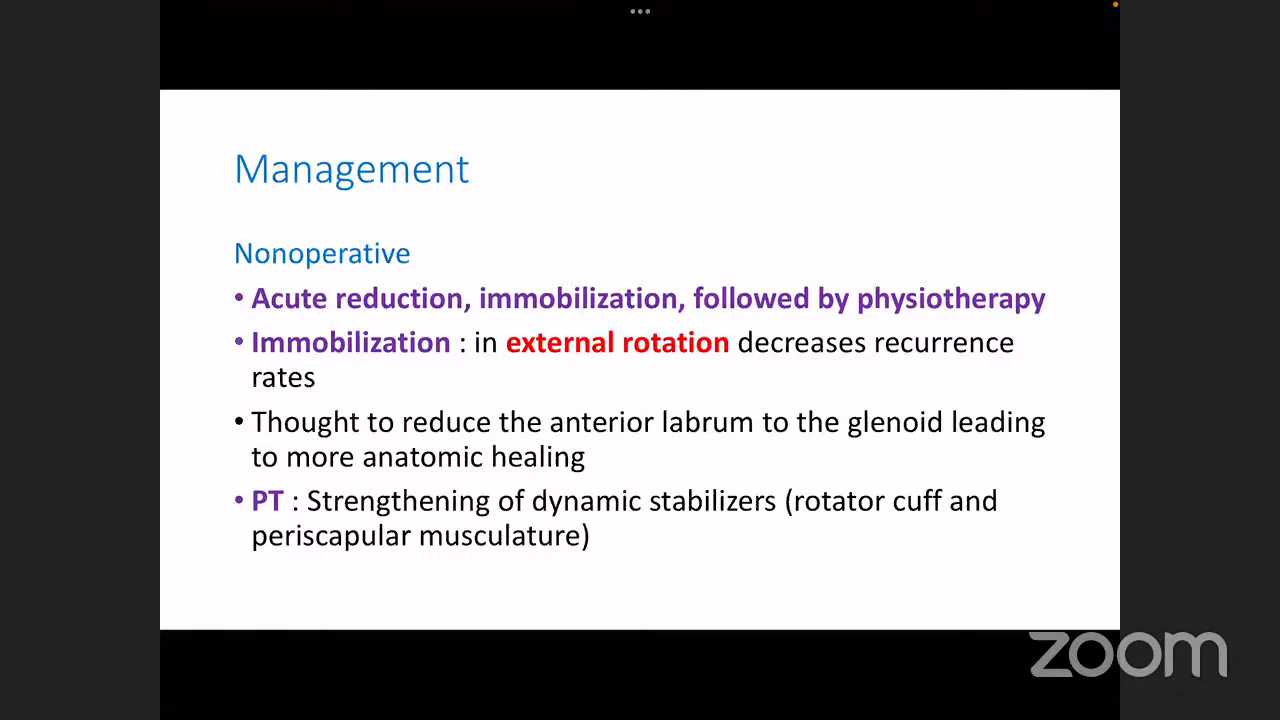 Management
Nonoperative
• Acute reduction, immobilization, followed by physiotherapy
• Immobilization : in external rotation decreases recurrence
rates
• Thought to reduce the anterior labrum to the glenoid leading
to more anatomic healing
• PT : Strengthening of dynamic stabilizers (rotator cuff and
periscapular musculature)
zoom